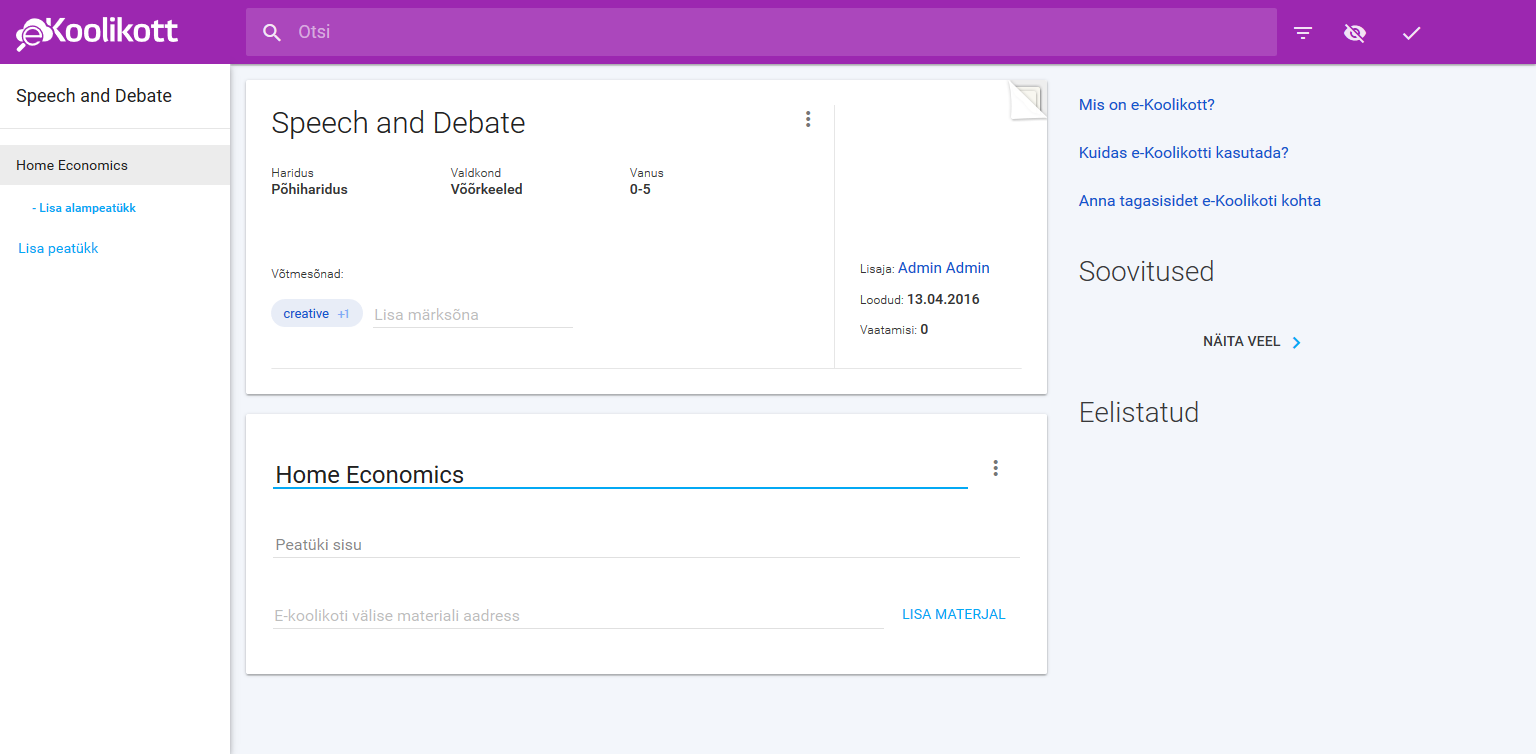 eKoolikott
Otsi
Speech and Debate
Home Economics
- Lisa alampeatükk
Lisa peatükk
Speech and Debate
Haridus
Põhiharidus
Valdkond
Võõrkeeled
Vanus
0-5
Võtmesõnad:
creative +1
Lisa märksõna
Lisaja: Admin Admin
Loodud: 13.04.2016
Vaatamisi: 0
Home Economics
Peatüki sisu
E-koolikoti välise materiali aadress
LISA MATERJAL
Mis on e-Koolikott?
Kuidas e-Koolikotti kasutada?
Anna tagasisidet e-Koolikoti kohta
Soovitused
NÄITA VEEL
Eelistatud